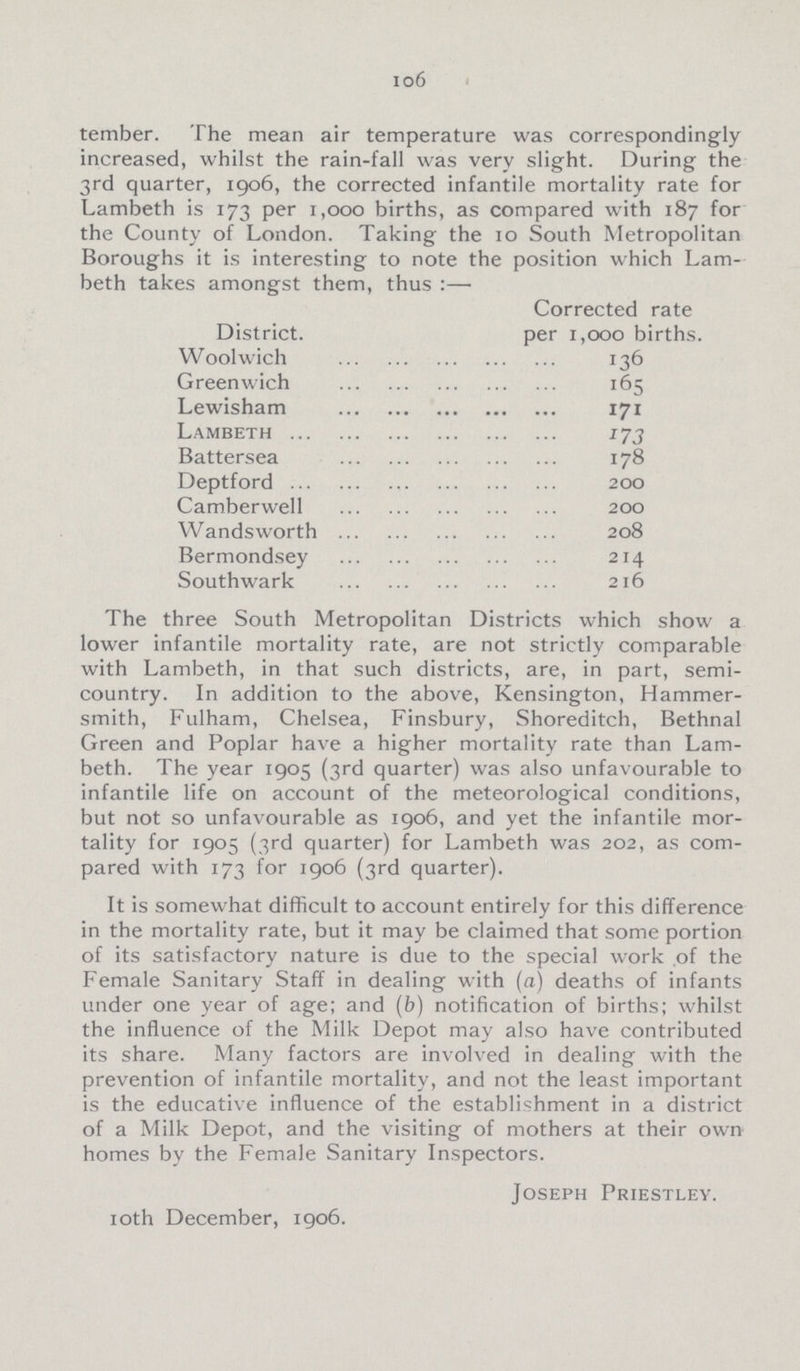 106
tember. The mean air temperature was correspondingly
increased, whilst the rain-fall was very slight. During the
3rd quarter, 1906, the corrected infantile mortality rate for
Lambeth is 173 per 1,000 births, as compared with 187 for
the County of London. Taking the 10 South Metropolitan
Boroughs it is interesting to note the position which Lam-
beth takes amongst them, thus :—
Corrected rate
District. per 1,000 births.
Woolwich ... ... ... ... ... 136
Greenwich ... ... ... ... ... 165
Lewisham ... ... ... ... ... 171
LAMBETH ... ... ... ... ... ... 173
Battersea ... ... ... ... ... 178
Deptford ... ... ... ... ... ... 200
Camberwell ... ... ... ... ... 200
Wandsworth ... ... ... ... ... 208
Bermondsey ... ... ... ... ... 214
Southwark ... ... ... ... ... 216
The three South Metropolitan Districts which show a
lower infantile mortality rate, are not strictly comparable
with Lambeth, in that such districts, are, in part, semi-
country. In addition to the above, Kensington, Hammer-
smith, Fulham, Chelsea, Finsbury, Shoreditch, Bethnal
Green and Poplar have a higher mortality rate than Lam-
beth. The year 1905 (3rd quarter) was also unfavourable to
infantile life on account of the meteorological conditions,
but not so unfavourable as 1906, and yet the infantile mor-
tality for 1905 (3rd quarter) for Lambeth was 202, as com-
pared with 173 for 1906 (3rd quarter).
It is somewhat difficult to account entirely for this difference
in the mortality rate, but it may be claimed that some portion
of its satisfactory nature is due to the special work of the
Female Sanitary Staff in dealing with (a) deaths of infants
under one year of age; and (b) notification of births; whilst
the influence of the Milk Depot may also have contributed
its share. Many factors are involved in dealing with the
prevention of infantile mortality, and not the least important
is the educative influence of the establishment in a district
of a Milk Depot, and the visiting of mothers at their own
homes by the Female Sanitary Inspectors.
JOSEPH PRIESTLEY.
10th December, 1906.